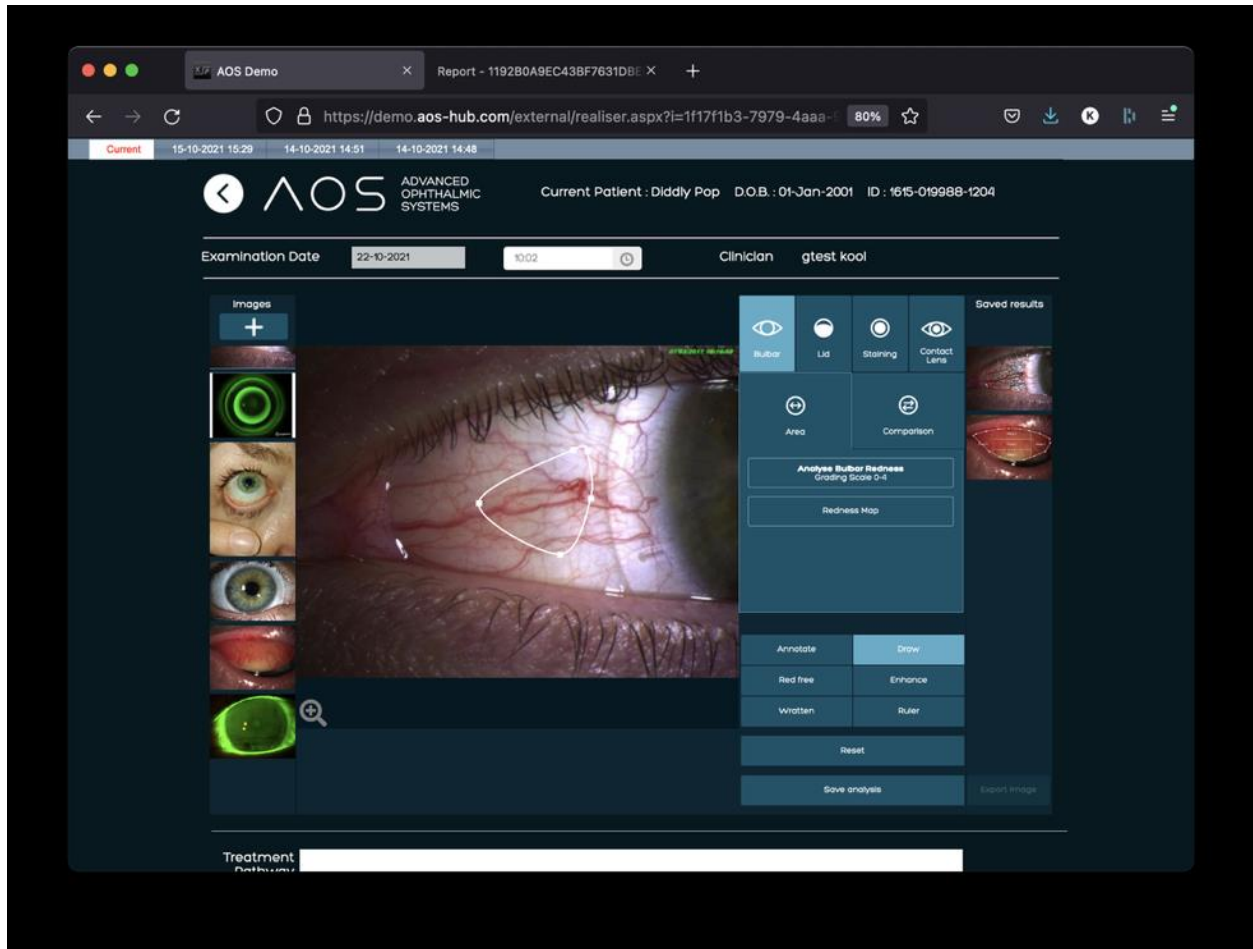 AOS Demo
Report - 1192B0A9EC43BF7631DBE
https://demo.aos-hub.com/external/realiser.aspx?i=1f17f1b3-7979-4aaa-
80%
K
Current 15-10-2021 15:29 14-10-2021 14:51 14-10-2021 14:48
AOS
ADVANCED
OPHTHALMIC
SYSTEMS
Current Patient : Diddly Pop D.O.B. : 01-Jan-2001 ID : 1615-019988-1204
Examination Date 22-10-2021 10:02 Clinician gtest kool
Images
Saved results
Bulbar
Lid
Staining
Contact
Lens
Area
Comparison
Analyse Bulbar Redness
Grading Scale 0-4
Redness Map
Annotate
Draw
Red free
Enhance
Wratten
Ruler
Reset
Save analysis
Export Image
Treatment
Pathway